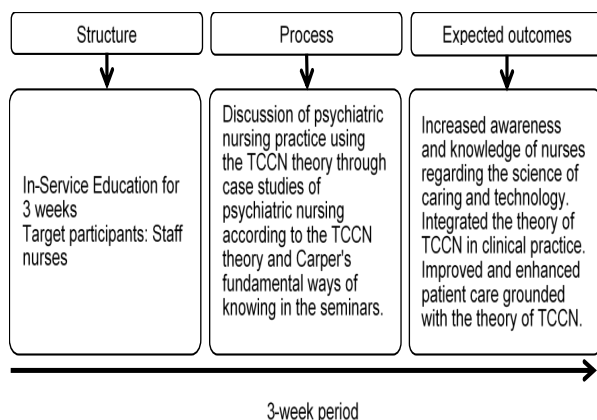 Structure
Process
Expected outcomes
In-Service Education for
3 weeks
Target participants: Staff
nurses
Discussion of psychiatric
nursing practice using
the TCCN theory through
case studies of
psychiatric nursing
according to the TCCN
theory and Carper's
fundamental ways of
knowing in the seminars.
Increased awareness
and knowledge of nurses
regarding the science of
caring and technology.
Integrated the theory of
TCCN in clinical practice.
Improved and enhanced
patient care grounded
with the theory of TCCN.
3-week period